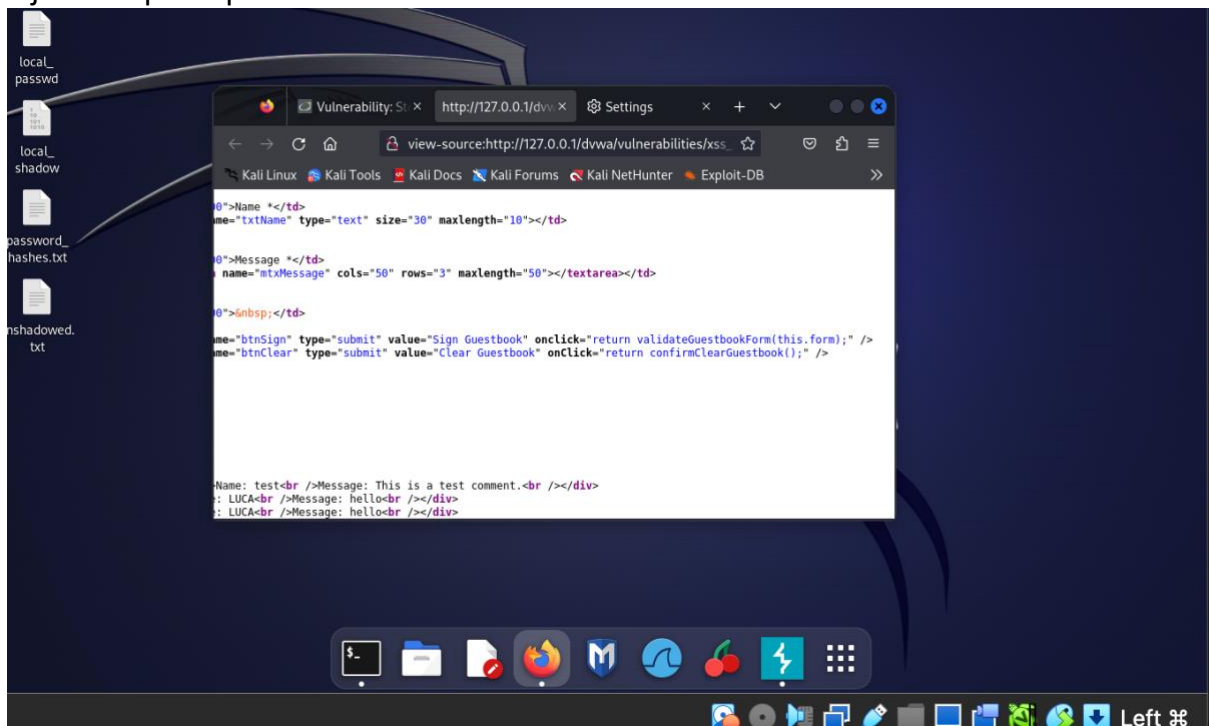 local_
passwd
local_
shadow
password_
hashes.txt
nshadowed.
txt
Vulnerability: St
http://127.0.0.1/dvw
Settings
view-source:http://127.0.0.1/dvwa/vulnerabilities/xss_
Kali Linux
Kali Tools
Kali Docs
Kali Forums
Kali NetHunter
Exploit-DB
0">Name *</td>
me="txtName" type="text" size="30" maxlength="10"></td>
0">Message *</td>
name="mtxMessage" cols="50" rows="3" maxlength="50"></textarea></td>
0">&nbsp;</td>
me="btnSign" type="submit" value="Sign Guestbook" onclick="return validateGuestbookForm(this.form);" />
me="btnClear" type="submit" value="Clear Guestbook" onClick="return confirmClearGuestbook();" />
>Name: test<br />Message: This is a test comment.<br /></div>
: LUCA<br />Message: hello<br /></div>
: LUCA<br />Message: hello<br /></div>
Left ⌘